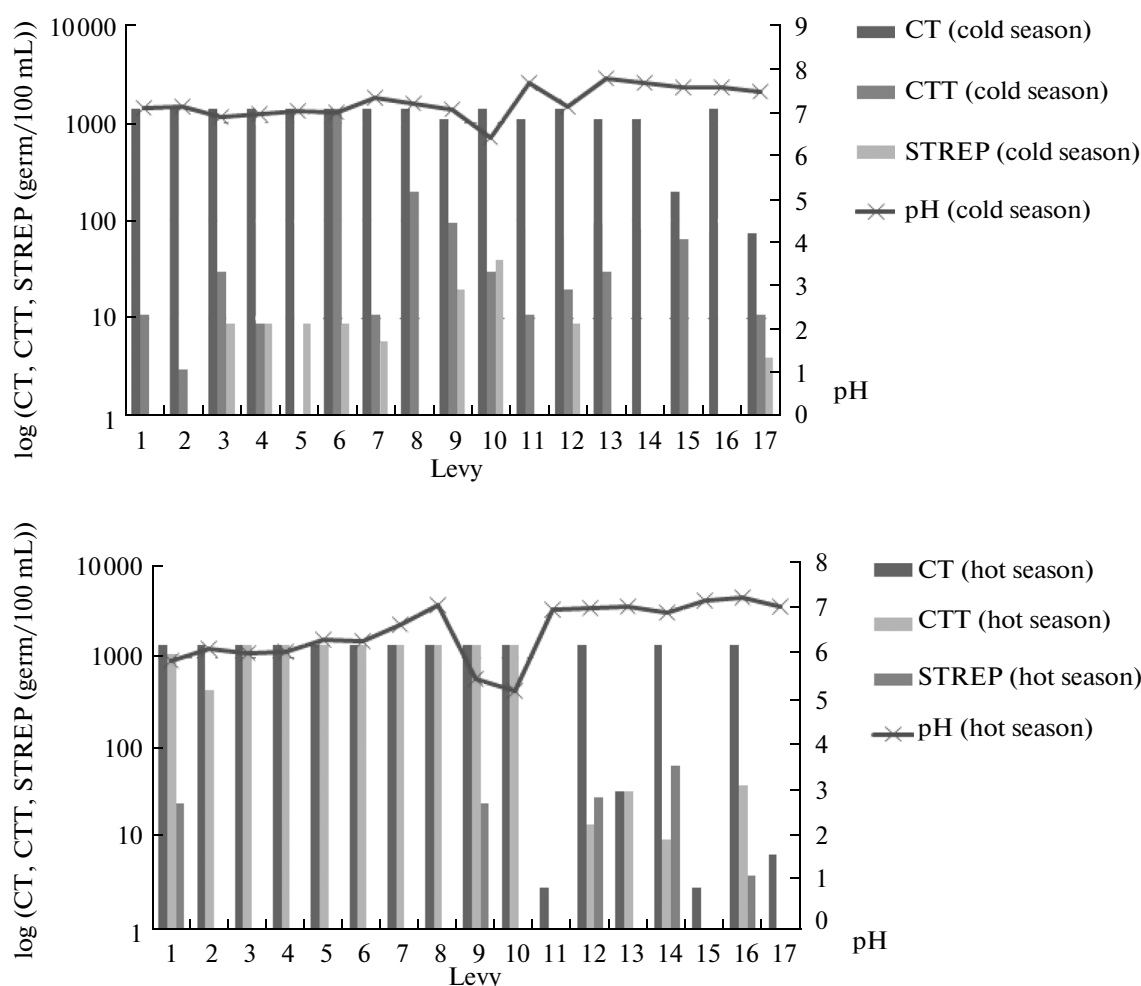 log (CT, CTT, STREP (germ/100 mL))
10000
1000
100
10
1
9
8
7
6
5
4
3
2
1
0
pH
1 2 3 4 5 6 7 8 9 10 11 12 13 14 15 16 17
Levy
CT (cold season)
CTT (cold season)
STREP (cold season)
pH (cold season)
log (CT, CTT, STREP (germ/100 mL))
10000
1000
100
10
1
8
7
6
5
4
3
2
1
0
pH
1 2 3 4 5 6 7 8 9 10 11 12 13 14 15 16 17
Levy
CT (hot season)
CTT (hot season)
STREP (hot season)
pH (hot season)